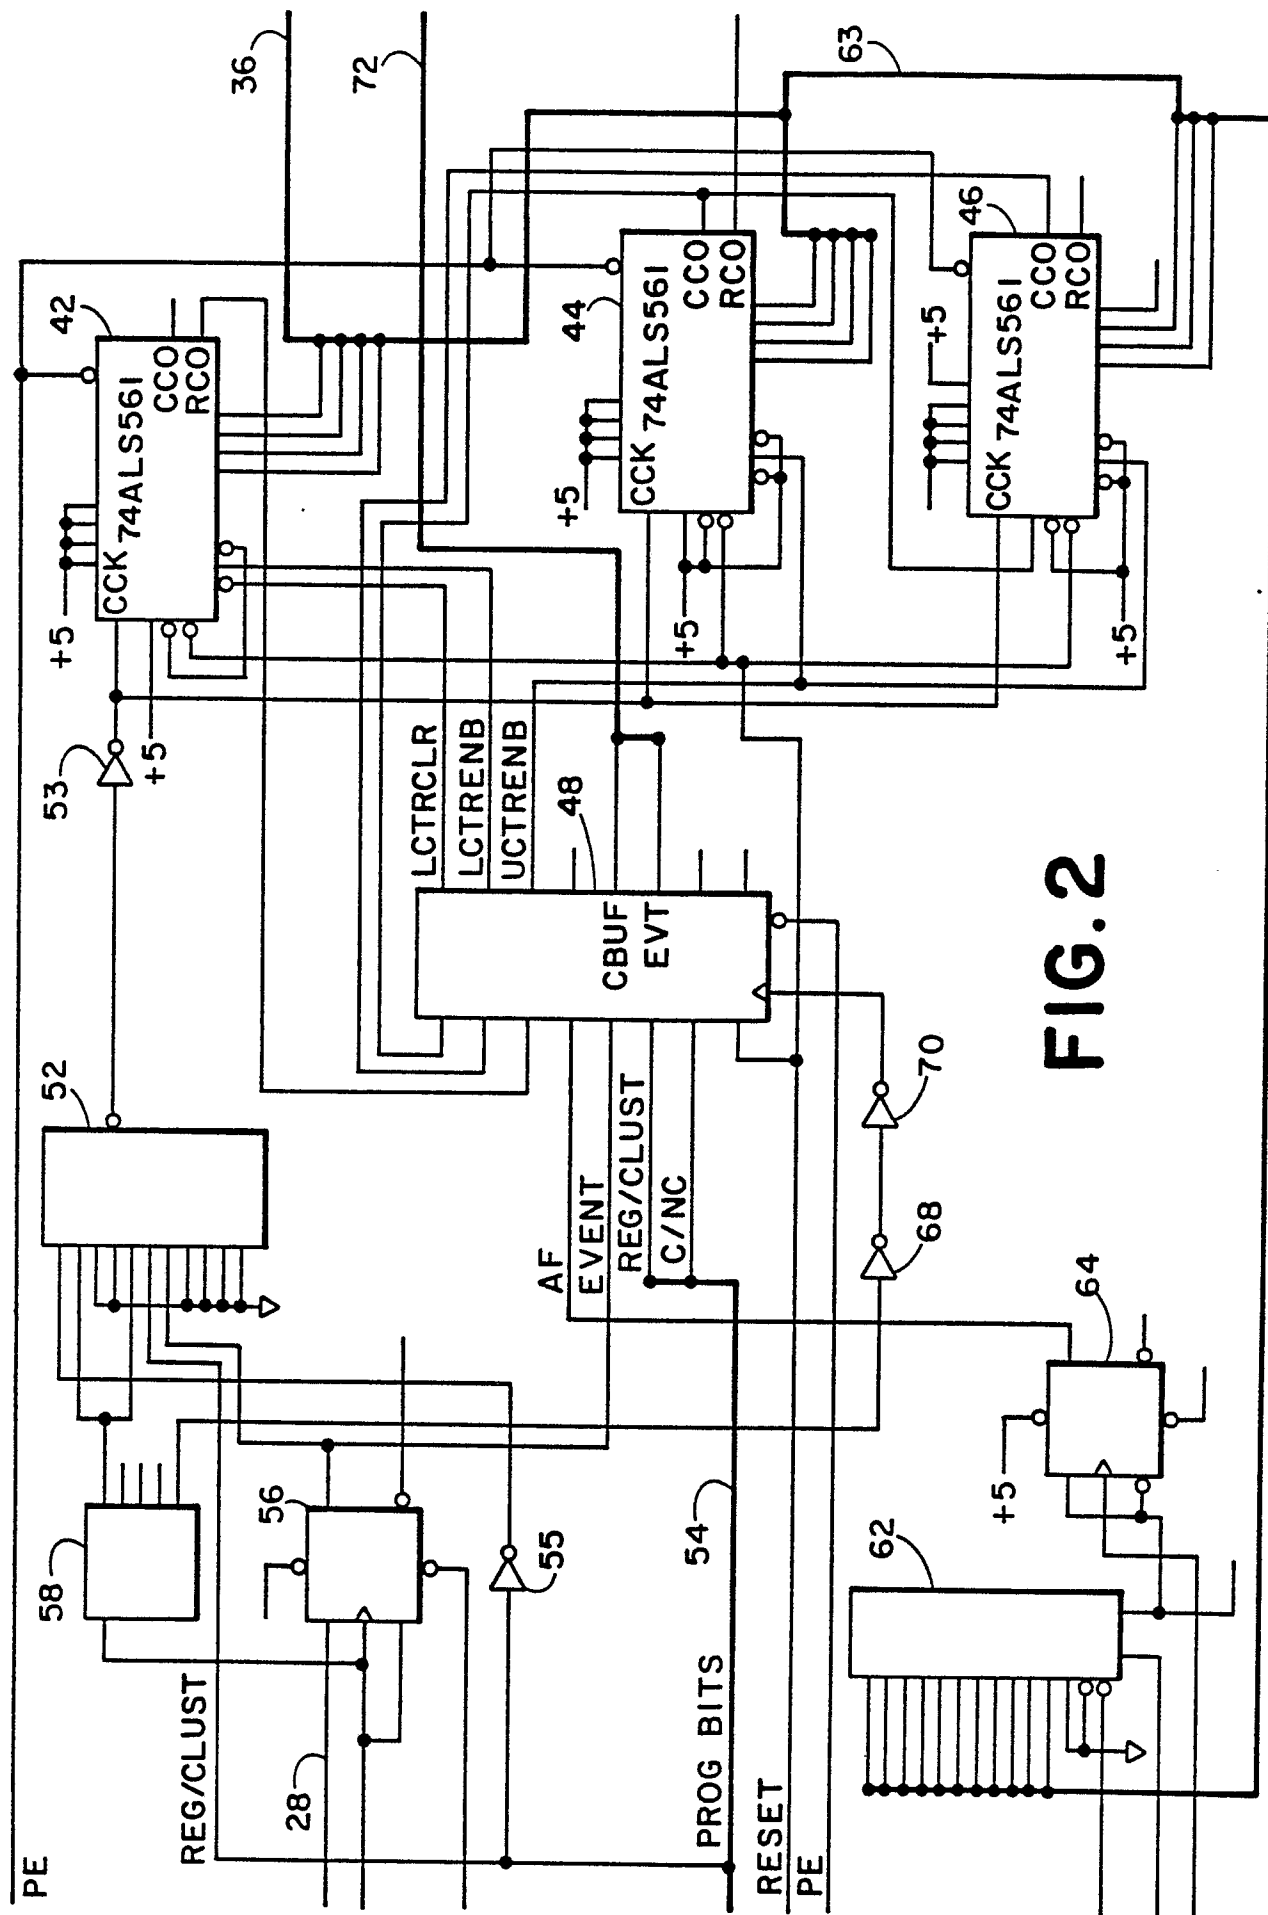 36
72
63
42
CCK 74ALS561
CCO
RCO
+5
+5
53
44
CCK 74ALS561
CCO
RCO
+5
+5
46
CCK 74ALS561
CCO
RCO
+5
+5
LCTRCLR
LCTRENB
UCTRENB
48
CBUF
EVT
52
AF
EVENT
REG/CLUST
C/NC
70
68
64
+5
62
58
56
55
54
28
PE
REG/CLUST
PROG BITS
RESET
PE
FIG. 2